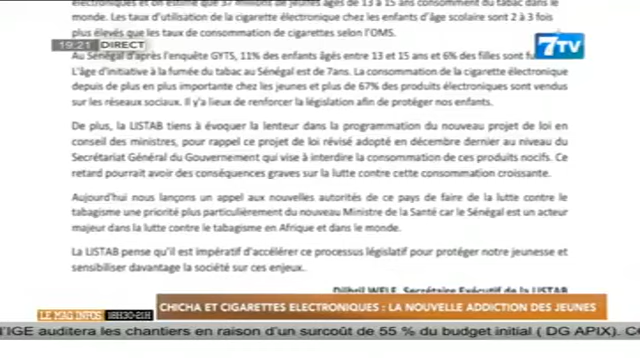 électroniques et on estime que 37 millions de jeunes âgés de 13 à 15 ans consomment du tabac dans le
monde. Les taux d'utilisation de la cigarette électronique chez les enfants d'âge scolaire sont 2 à 3 fois
plus élevés que les taux de consommation de cigarettes selon l'OMS.
19:21 DIRECT
7TV
Au Sénégal d'après l'enquête GYTS, 11% des enfants âgés entre 13 et 15 ans et 6% des filles sont
L'âge d'initiative à la fumée du tabac au Sénégal est de 7ans. La consommation de la cigarette électronique
depuis de plus en plus importante chez les jeunes et plus de 67% des produits électroniques sont vendus
sur les réseaux sociaux. Il y'a lieux de renforcer la législation afin de protéger nos enfants.
De plus, la LISTAB tiens à évoquer la lenteur dans la programmation du nouveau projet de loi en
conseil des ministres, pour rappel ce projet de loi révisé adopté en décembre dernier au niveau du
Secrétariat Général du Gouvernement qui vise à interdire la consommation de ces produits nocifs. Ce
retard pourrait avoir des conséquences graves sur la lutte contre cette consommation croissante.
Aujourd'hui nous lançons un appel aux nouvelles autorités de ce pays de faire de la lutte contre le
tabagisme une priorité plus particulièrement du nouveau Ministre de la Santé car le Sénégal est un acteur
majeur dans la lutte contre le tabagisme en Afrique et dans le monde.
La LISTAB pense qu'il est impératif d'accélérer ce processus législatif pour protéger notre jeunesse et
sensibiliser davantage la société sur ces enjeux.
Djibril WELE, Secrétaire Exécutif de la LISTAB
LE MAG INFOS 18H30-21H
CHICHA ET CIGARETTES ELECTRONIQUES : LA NOUVELLE ADDICTION DES JEUNES
L'IGE auditera les chantiers en raison d'un surcoût de 55 % du budget initial ( DG APIX). CO